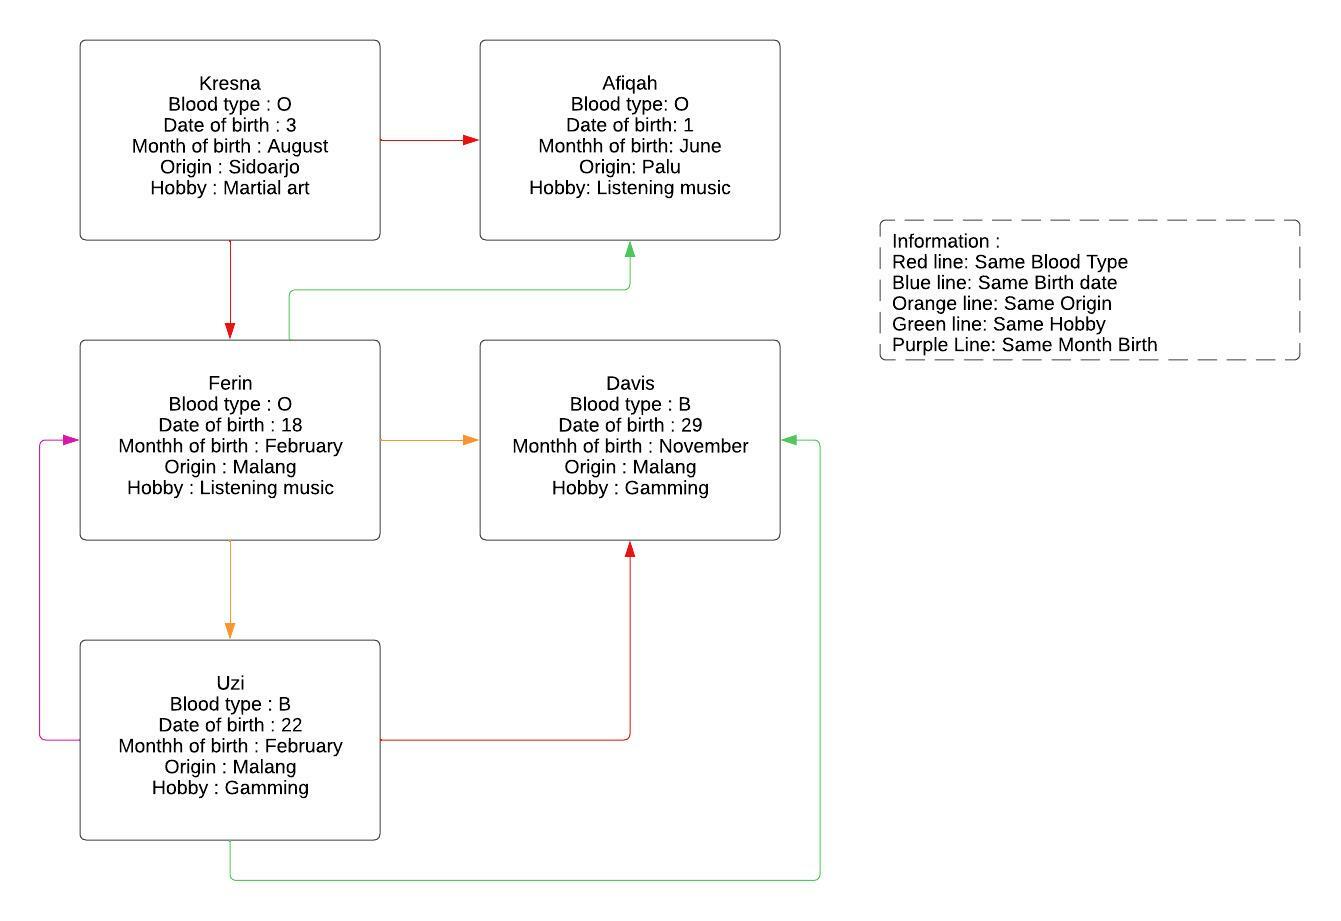 Kresna
Blood type : O
Date of birth : 3
Month of birth : August
Origin : Sidoarjo
Hobby : Martial art
Afiqah
Blood type: O
Date of birth: 1
Monthh of birth: June
Origin: Palu
Hobby: Listening music
Information :
Red line: Same Blood Type
Blue line: Same Birth date
Orange line: Same Origin
Green line: Same Hobby
Purple Line: Same Month Birth
Ferin
Blood type : O
Date of birth : 18
Monthh of birth : February
Origin : Malang
Hobby : Listening music
Davis
Blood type : B
Date of birth : 29
Monthh of birth : November
Origin : Malang
Hobby : Gamming
Uzi
Blood type : B
Date of birth : 22
Monthh of birth : February
Origin : Malang
Hobby : Gamming